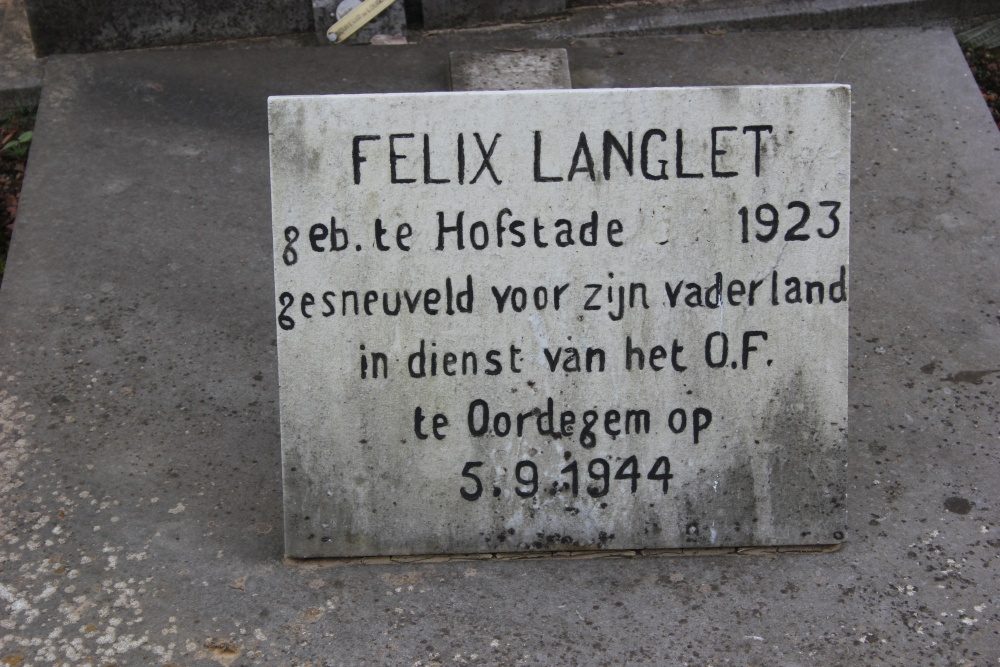 FELIX LANGLET
geb. te Hofstade 1923
gesneuveld voor zijn vaderland
in dienst van het O.F.
te Oordegem op
5.9.1944